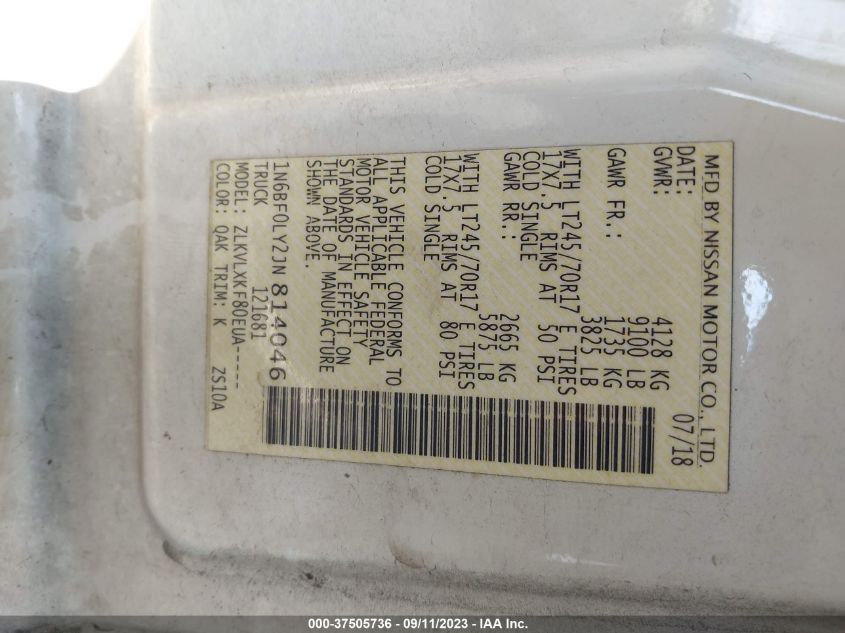 MFD BY NISSAN MOTOR CO., LTD.
DATE: 07/18
GVWR: 4128 KG
9100 LB
GAWR FR.: 1735 KG
3825 LB
WITH LT245/70R17 E TIRES
17X7.5 RIMS AT 50 PSI
COLD SINGLE
GAWR RR.: 2665 KG
5875 LB
WITH LT245/70R17 E TIRES
17X7.5 RIMS AT 80 PSI
COLD SINGLE
THIS VEHICLE CONFORMS TO
ALL APPLICABLE FEDERAL
MOTOR VEHICLE SAFETY
STANDARDS IN EFFECT ON
THE DATE OF MANUFACTURE
SHOWN ABOVE.
1N6BF0LY2JN814046
TRUCK 121681
MODEL: ZLKVLXKF80EUA-----
COLOR: QAK TRIM: K ZS10A
000-37505736 - 09/11/2023 - IAA Inc.